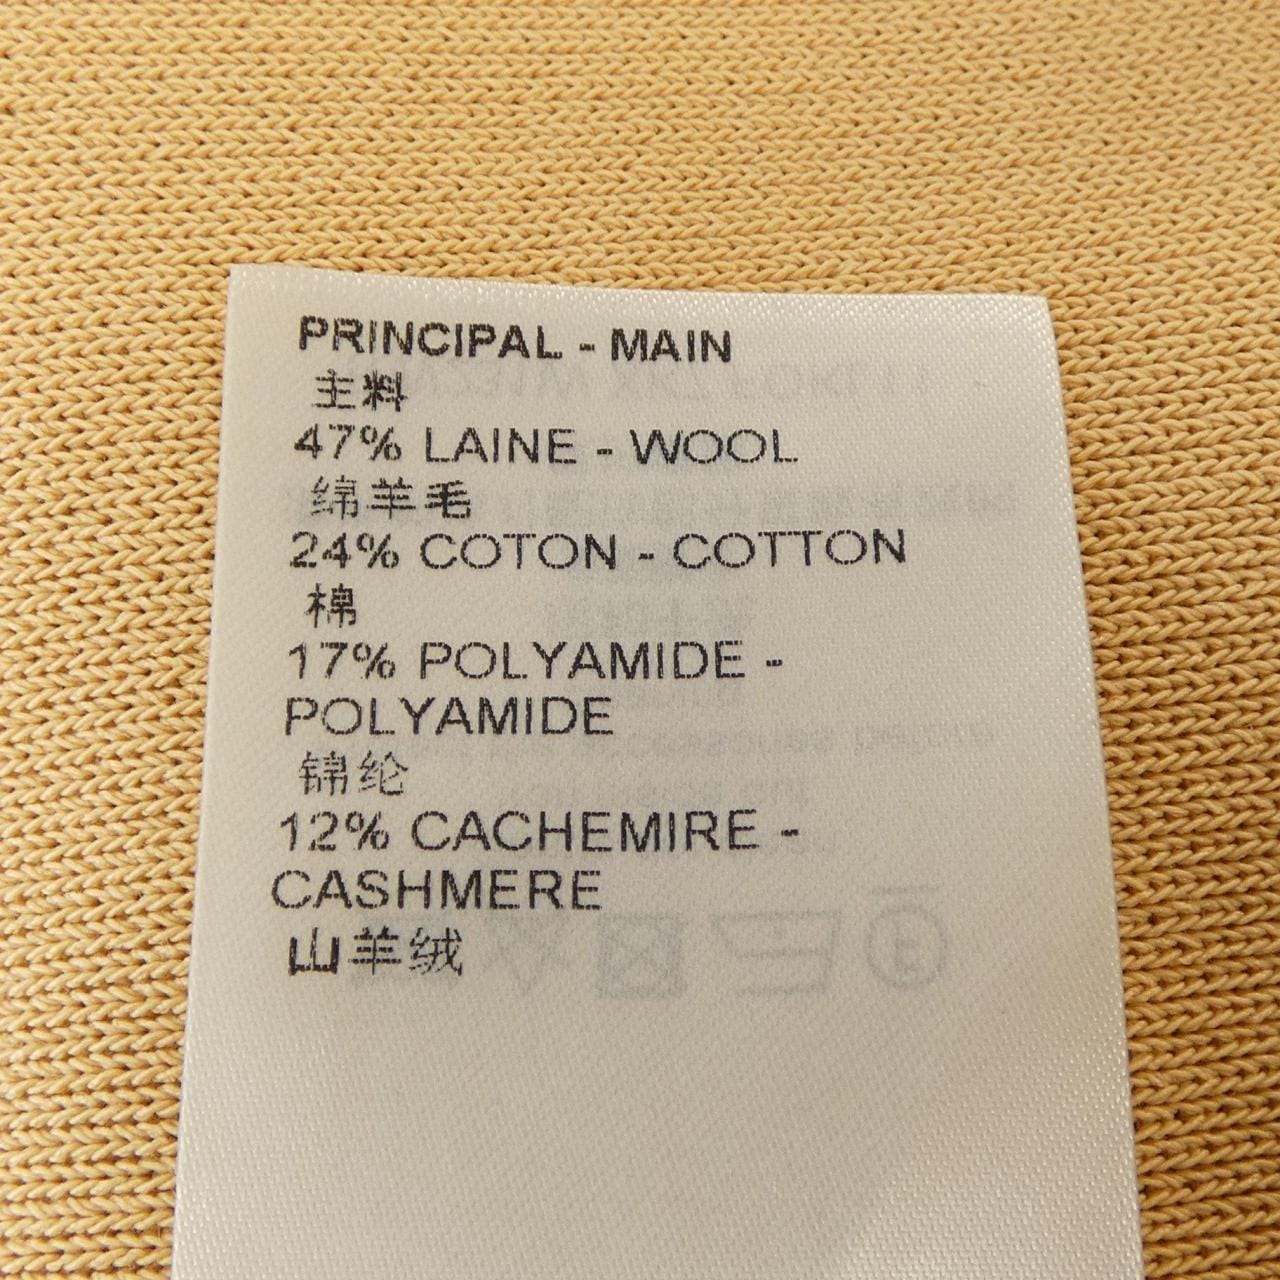 PRINCIPAL - MAIN
主料
47% LAINE - WOOL
绵羊毛
24% COTON - COTTON
棉
17% POLYAMIDE -
POLYAMIDE
锦纶
12% CACHEMIRE -
CASHMERE
山羊绒